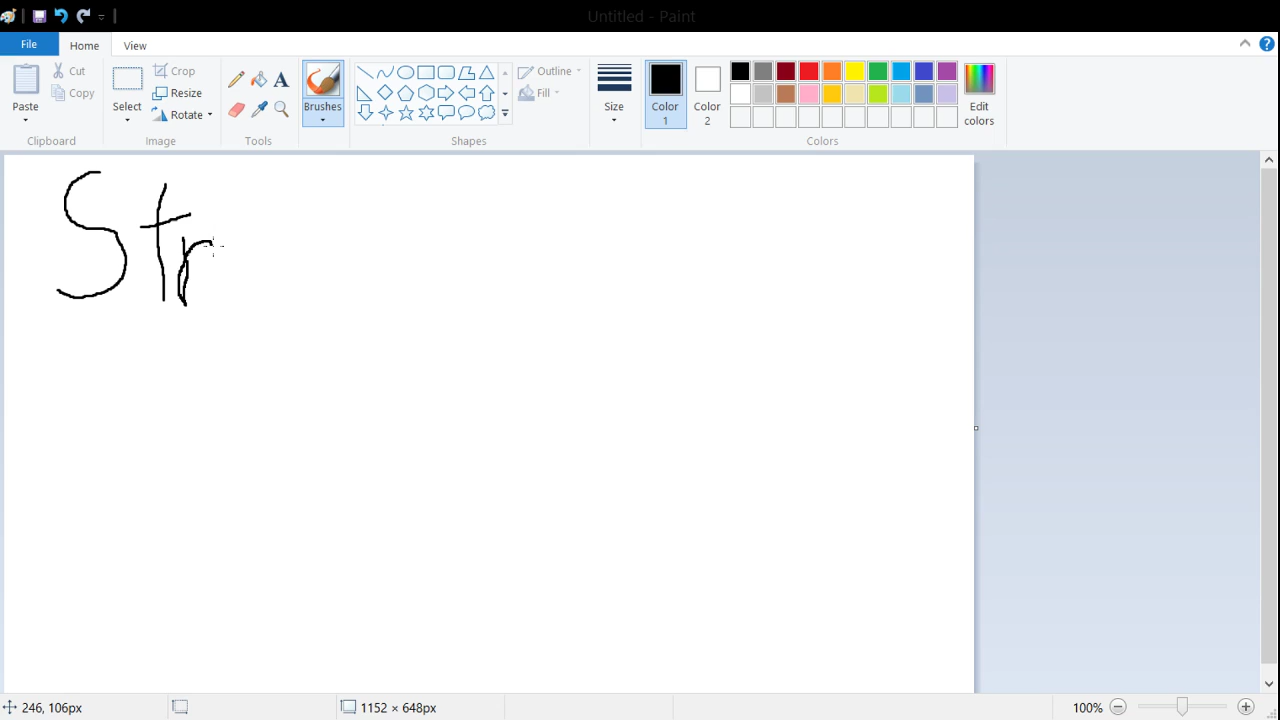 Untitled - Paint
File Home View
Paste
Cut
Copy
Clipboard
Select
Crop
Resize
Rotate
Image
A
Tools
Brushes
Outline
Fill
Shapes
Size
Color 1
Color 2
Edit colors
Colors
Str
246, 106px
1152 × 648px
100%